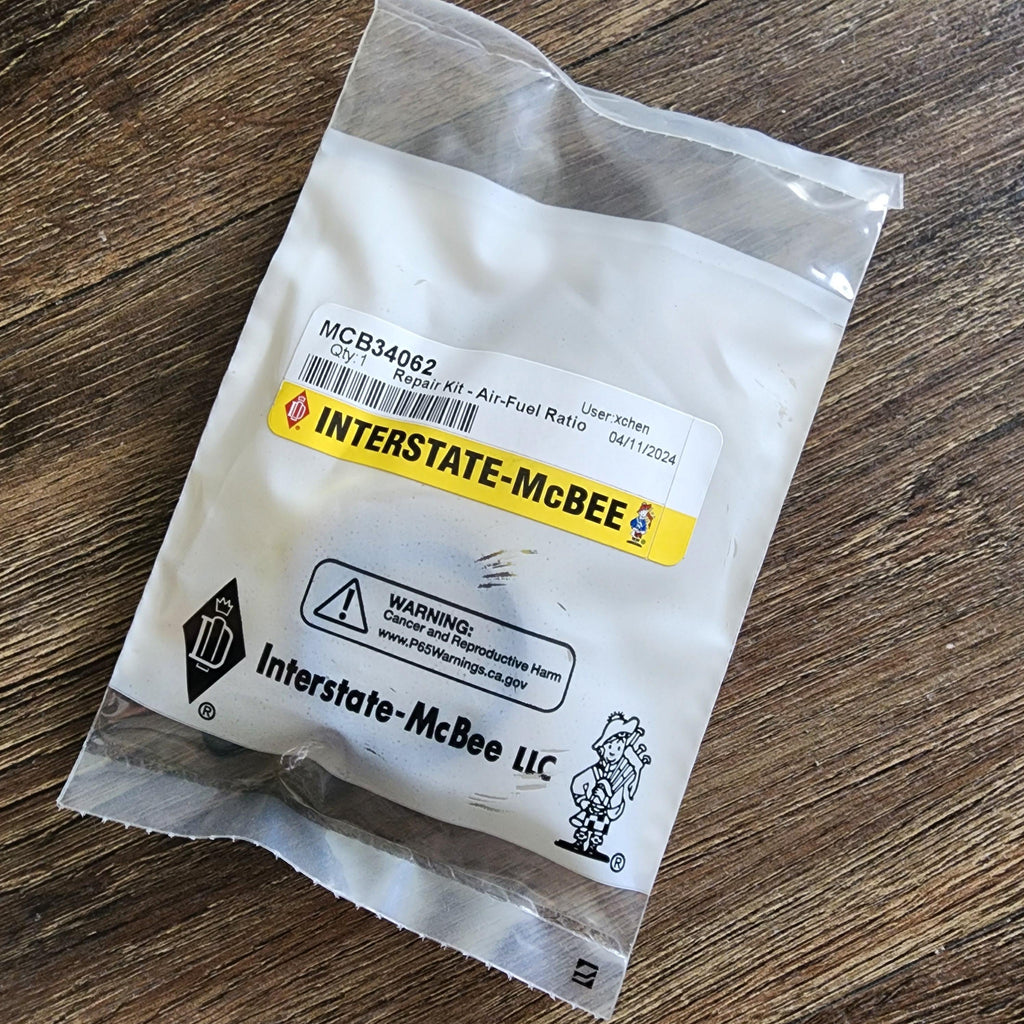 MCB34062
Qty:1
Repair Kit - Air-Fuel Ratio
User:xchen
04/11/2024
INTERSTATE-McBEE
WARNING:
Cancer and Reproductive Harm
www.P65Warnings.ca.gov
Interstate-McBee LLC
®
®